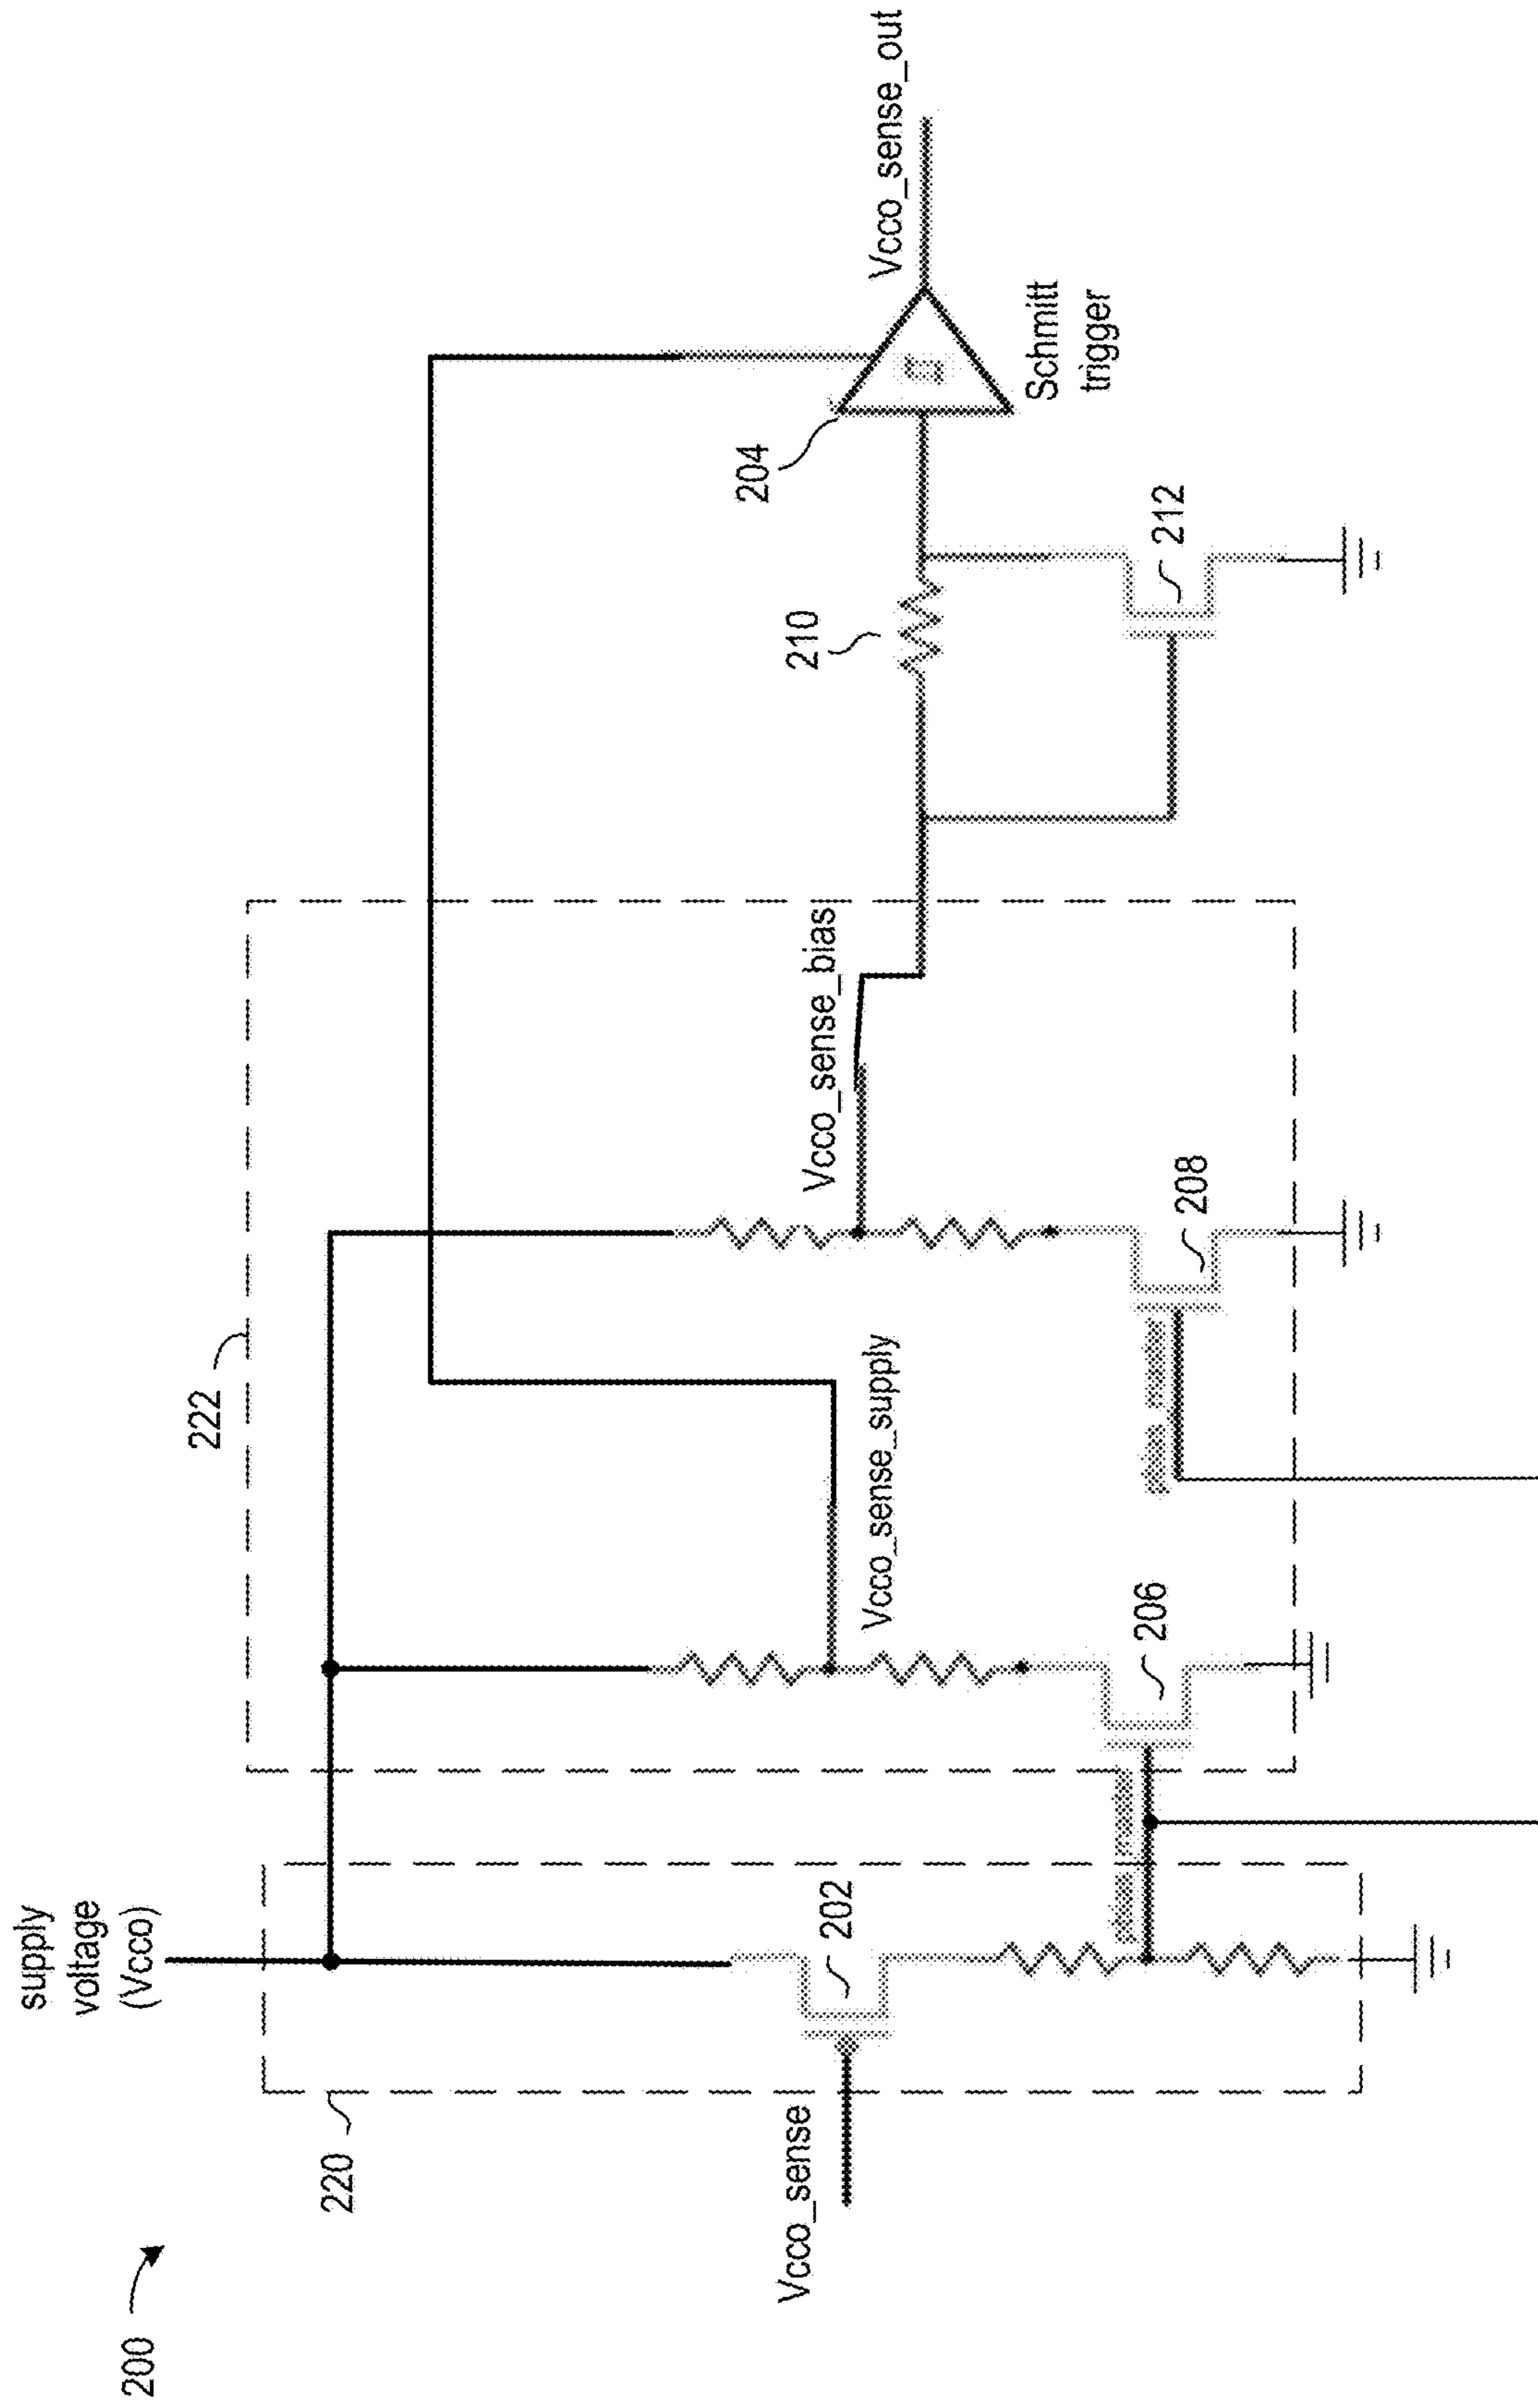 200
supply
voltage
(Vcco)
220
222
Vcco_sense
202
206
208
Vcco_sense_supply
Vcco_sense_bias
210
212
204
Schmitt
trigger
Vcco_sense_out